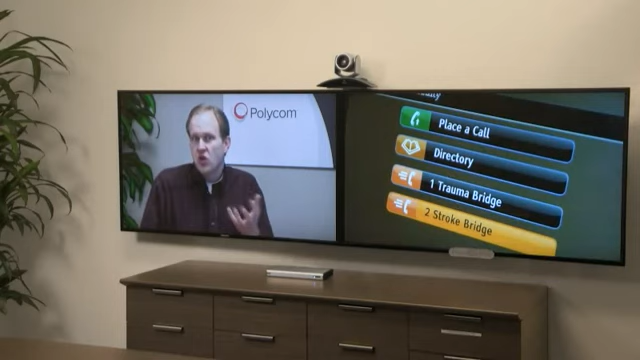 Polycom
Place a Call
Directory
1 Trauma Bridge
2 Stroke Bridge